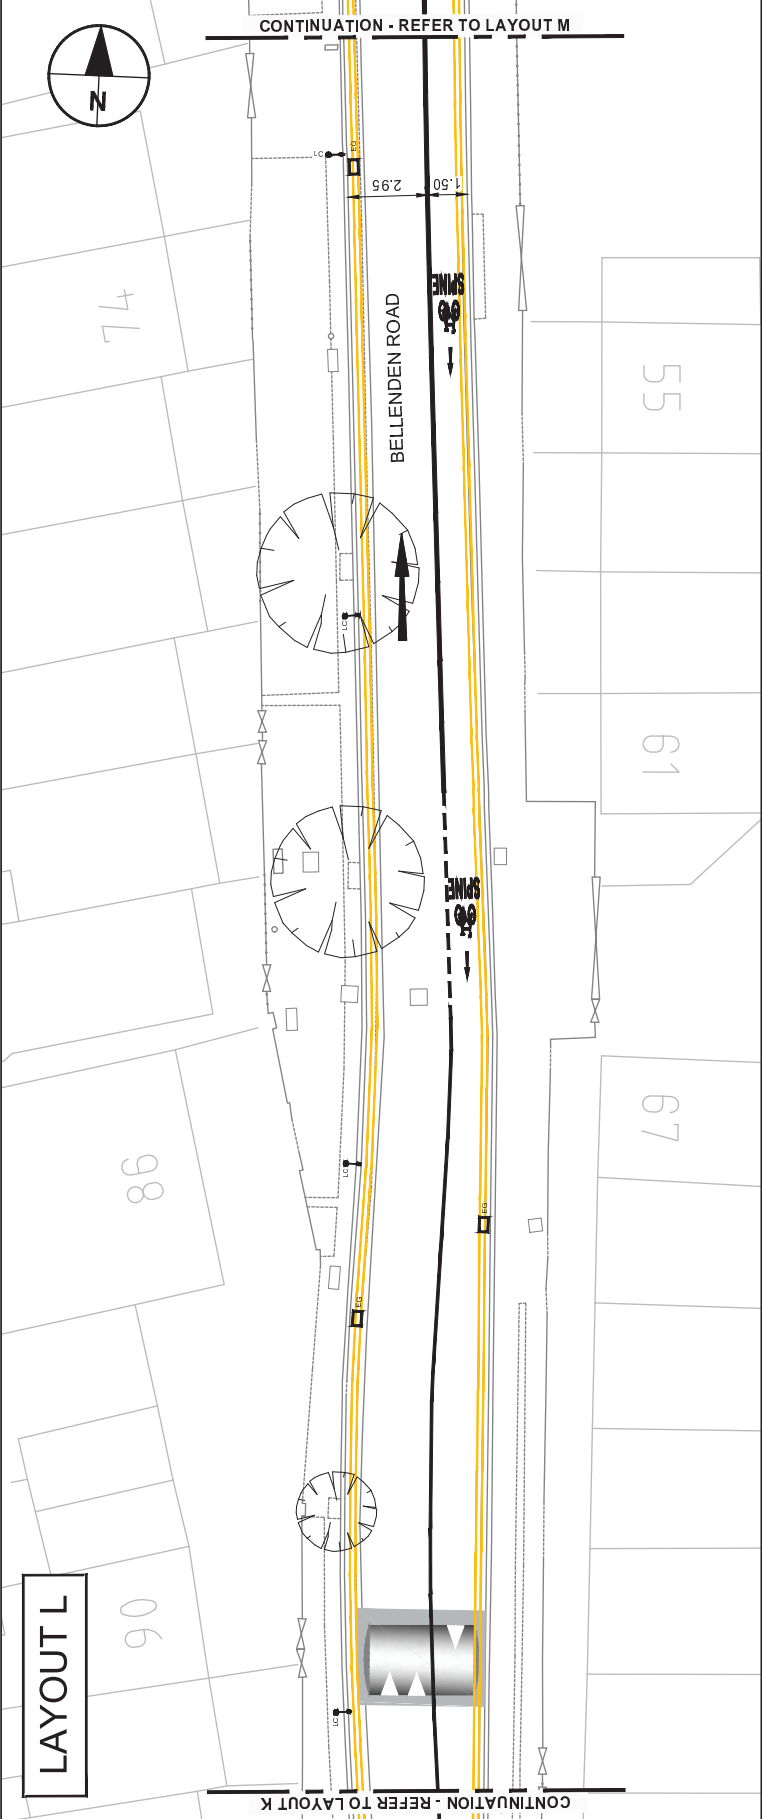 CONTINUATION - REFER TO LAYOUT M
N
LC
EG
2.95
1.50
SPINE
BELLENDEN ROAD
74
55
LC
61
SPINE
67
98
LC
EG
EG
90
LAYOUT L
LC
CONTINUATION - REFER TO LAYOUT K